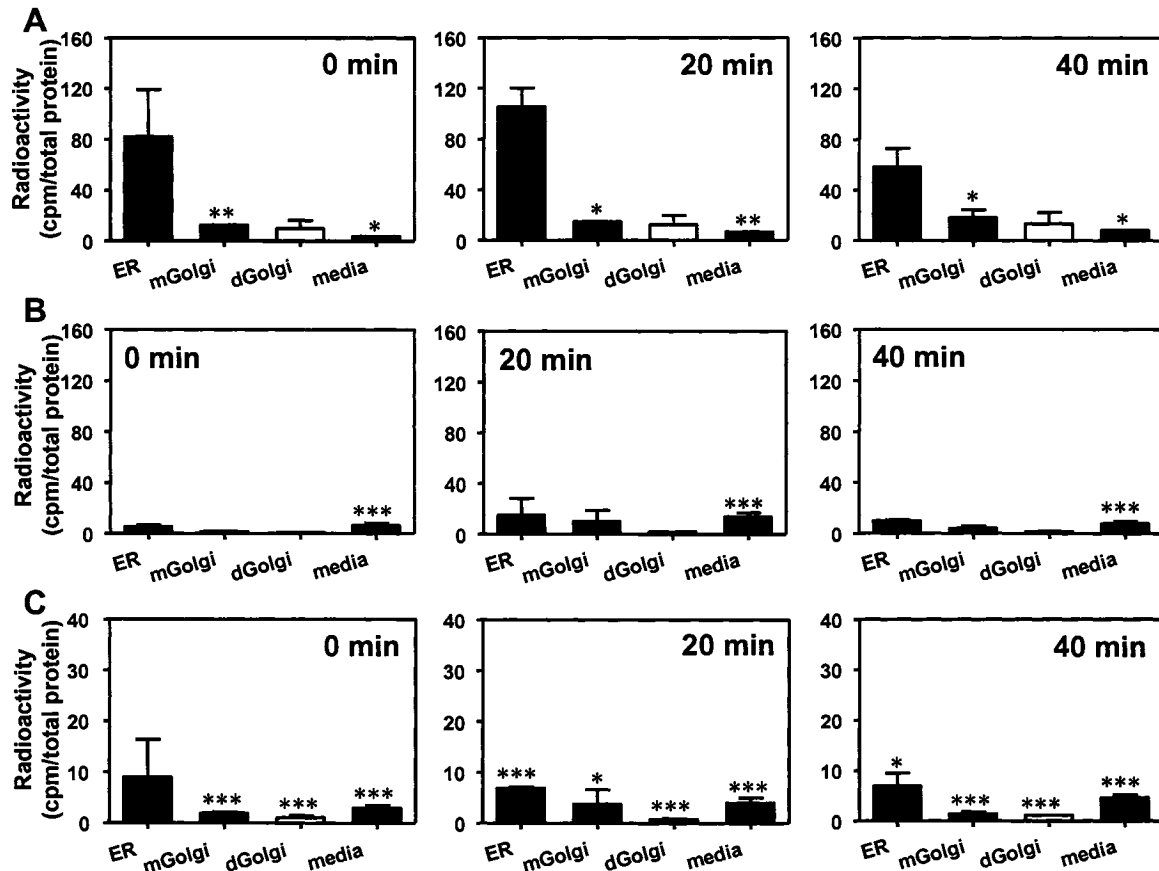 A
Radioactivity
(cpm/total protein)
160
120
80
40
0
0 min
**
*
ER
mGolgi
dGolgi
media
160
120
80
40
0
20 min
*
**
ER
mGolgi
dGolgi
media
160
120
80
40
0
40 min
*
*
ER
mGolgi
dGolgi
media
B
Radioactivity
(cpm/total protein)
160
120
80
40
0
0 min
***
ER
mGolgi
dGolgi
media
160
120
80
40
0
20 min
***
ER
mGolgi
dGolgi
media
160
120
80
40
0
40 min
***
ER
mGolgi
dGolgi
media
C
Radioactivity
(cpm/total protein)
40
30
20
10
0
0 min
***
***
***
ER
mGolgi
dGolgi
media
40
30
20
10
0
20 min
***
*
***
***
ER
mGolgi
dGolgi
media
40
30
20
10
0
40 min
*
***
***
***
ER
mGolgi
dGolgi
media